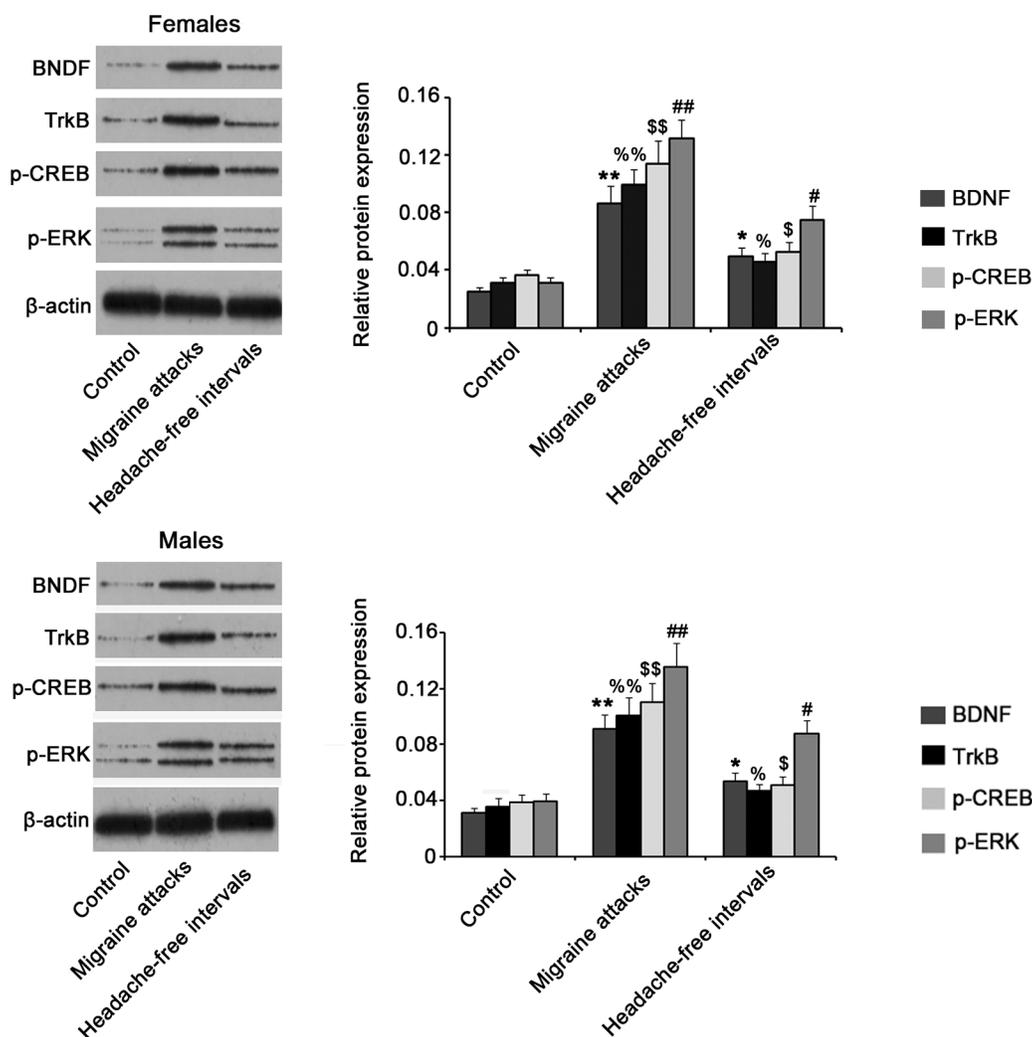 Females
BNDF
TrkB
p-CREB
p-ERK
β-actin
Control
Migraine attacks
Headache-free intervals
Relative protein expression
0.16
0.12
0.08
0.04
0
**
%%
$$
##
*
%
$
#
Control
Migraine attacks
Headache-free intervals
BDNF
TrkB
p-CREB
p-ERK
Males
BNDF
TrkB
p-CREB
p-ERK
β-actin
Control
Migraine attacks
Headache-free intervals
Relative protein expression
0.16
0.12
0.08
0.04
0
**
%%
$$
##
*
%
$
#
Control
Migraine attacks
Headache-free intervals
BDNF
TrkB
p-CREB
p-ERK